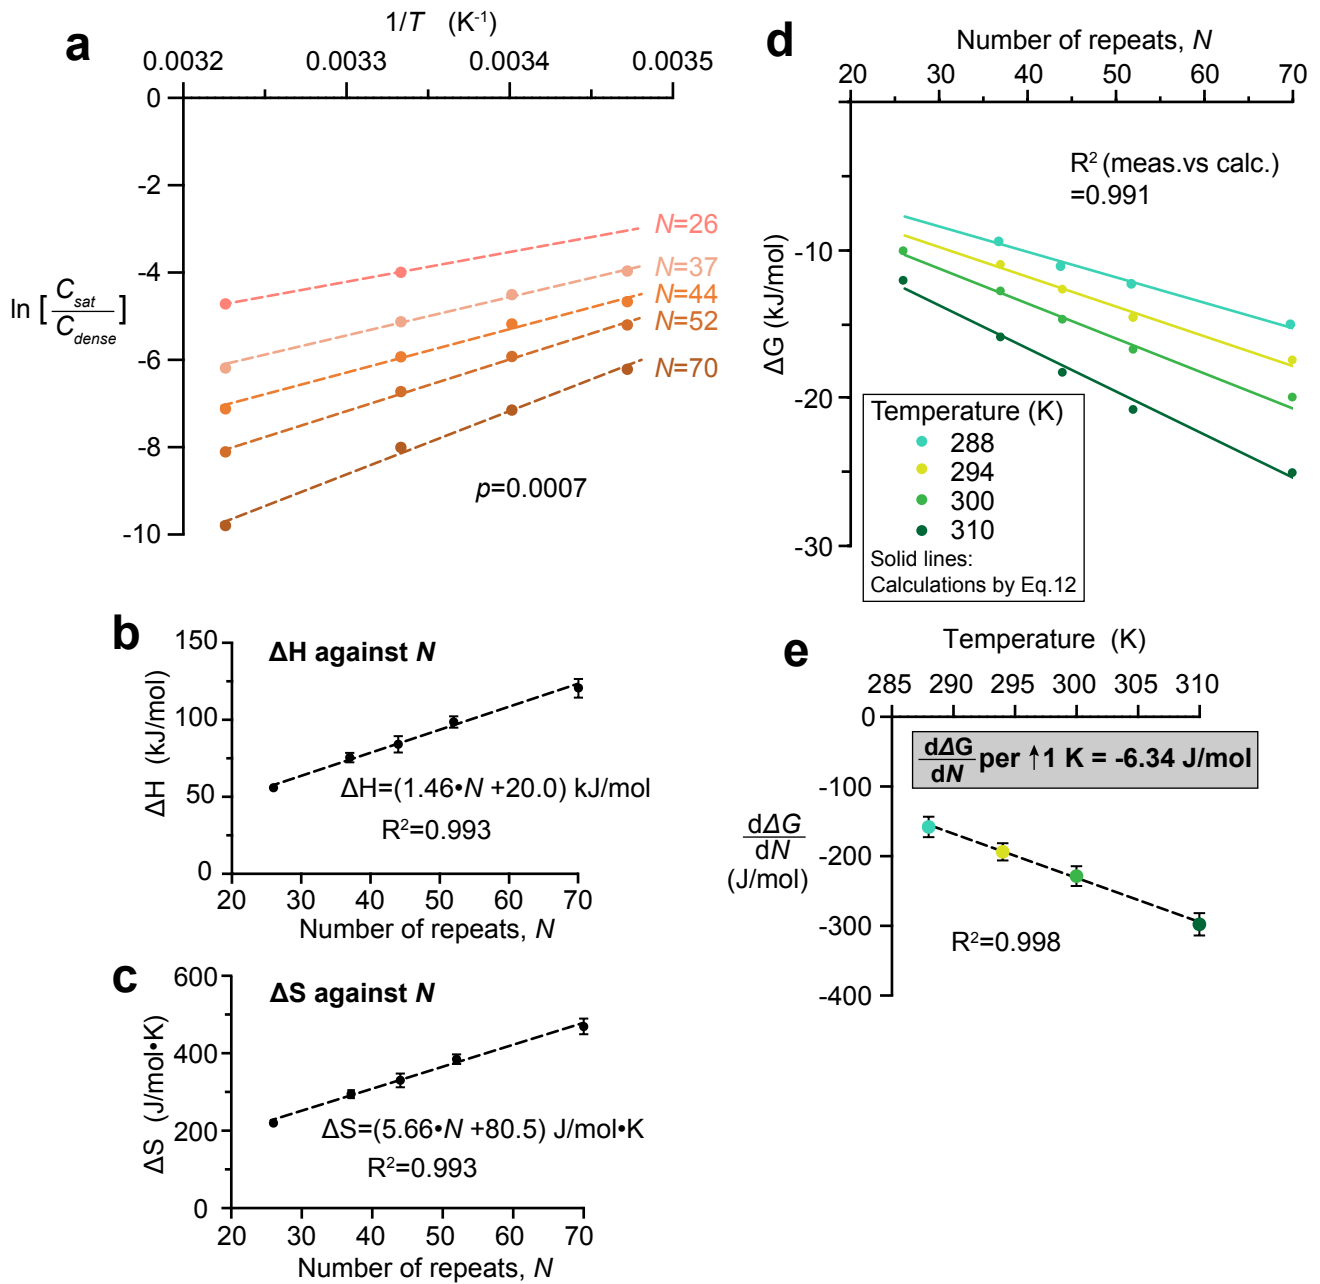 a
1/T (K-1)
0.0032 0.00333 0.00334 0.0035
0
-2
-4
-6
-8
-10
ln [Csat/Cdense]
N=26
N=37
N=44
N=52
N=70
p=0.0007
b
ΔH against N
150
100
50
0
ΔH (kJ/mol)
ΔH=(1.46•N +20.0) kJ/mol
R2=0.993
20 30 40 50 60 70
Number of repeats, N
c
ΔS against N
600
400
200
0
ΔS (J/mol•K)
ΔS=(5.66•N +80.5) J/mol•K
R2=0.993
20 30 40 50 60 70
Number of repeats, N
d
Number of repeats, N
20 30 40 50 60 70
R2 (meas.vs calc.)
=0.991
-10
-20
-30
ΔG (kJ/mol)
Temperature (K)
288
294
300
310
Solid lines:
Calculations by Eq.12
e
Temperature (K)
285 290 295 300 305 310
0
-100
-200
-300
-400
dΔG/dN per ↑1 K = -6.34 J/mol
dΔG
dN
(J/mol)
R2=0.998